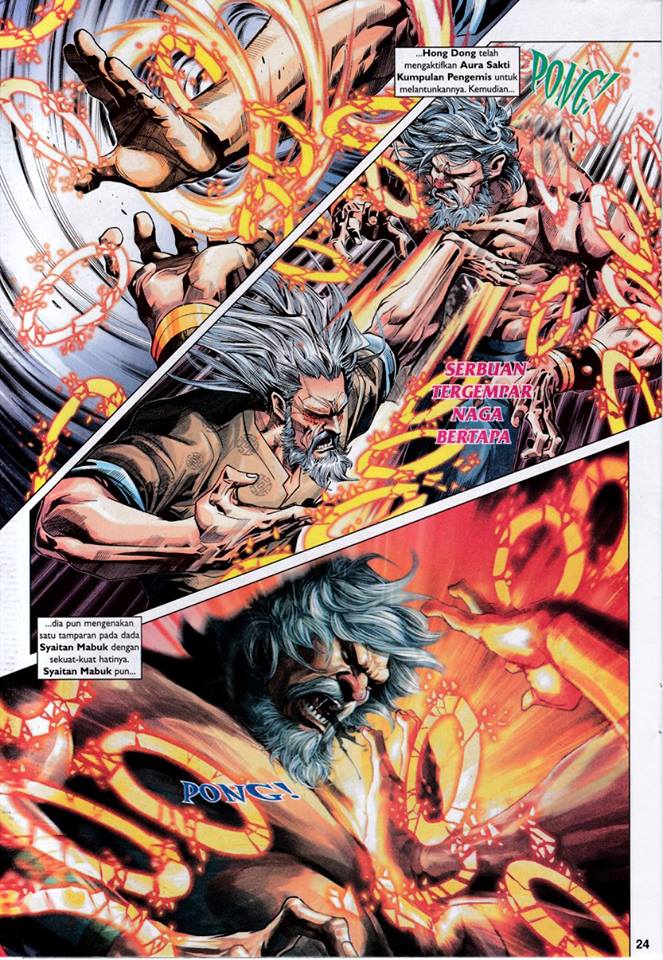 ...Hong Dong telah
mengaktifkan Aura Sakti
Kumpulan Pengemis untuk
melantunkannya. Kemudian...
PONG!
SERBUAN
TERGEMPAR
NAGA
BERTAPA
...dia pun mengenakan
satu tamparan pada dada
Syaitan Mabuk dengan
sekuat-kuat hatinya.
Syaitan Mabuk pun...
PONG!
24